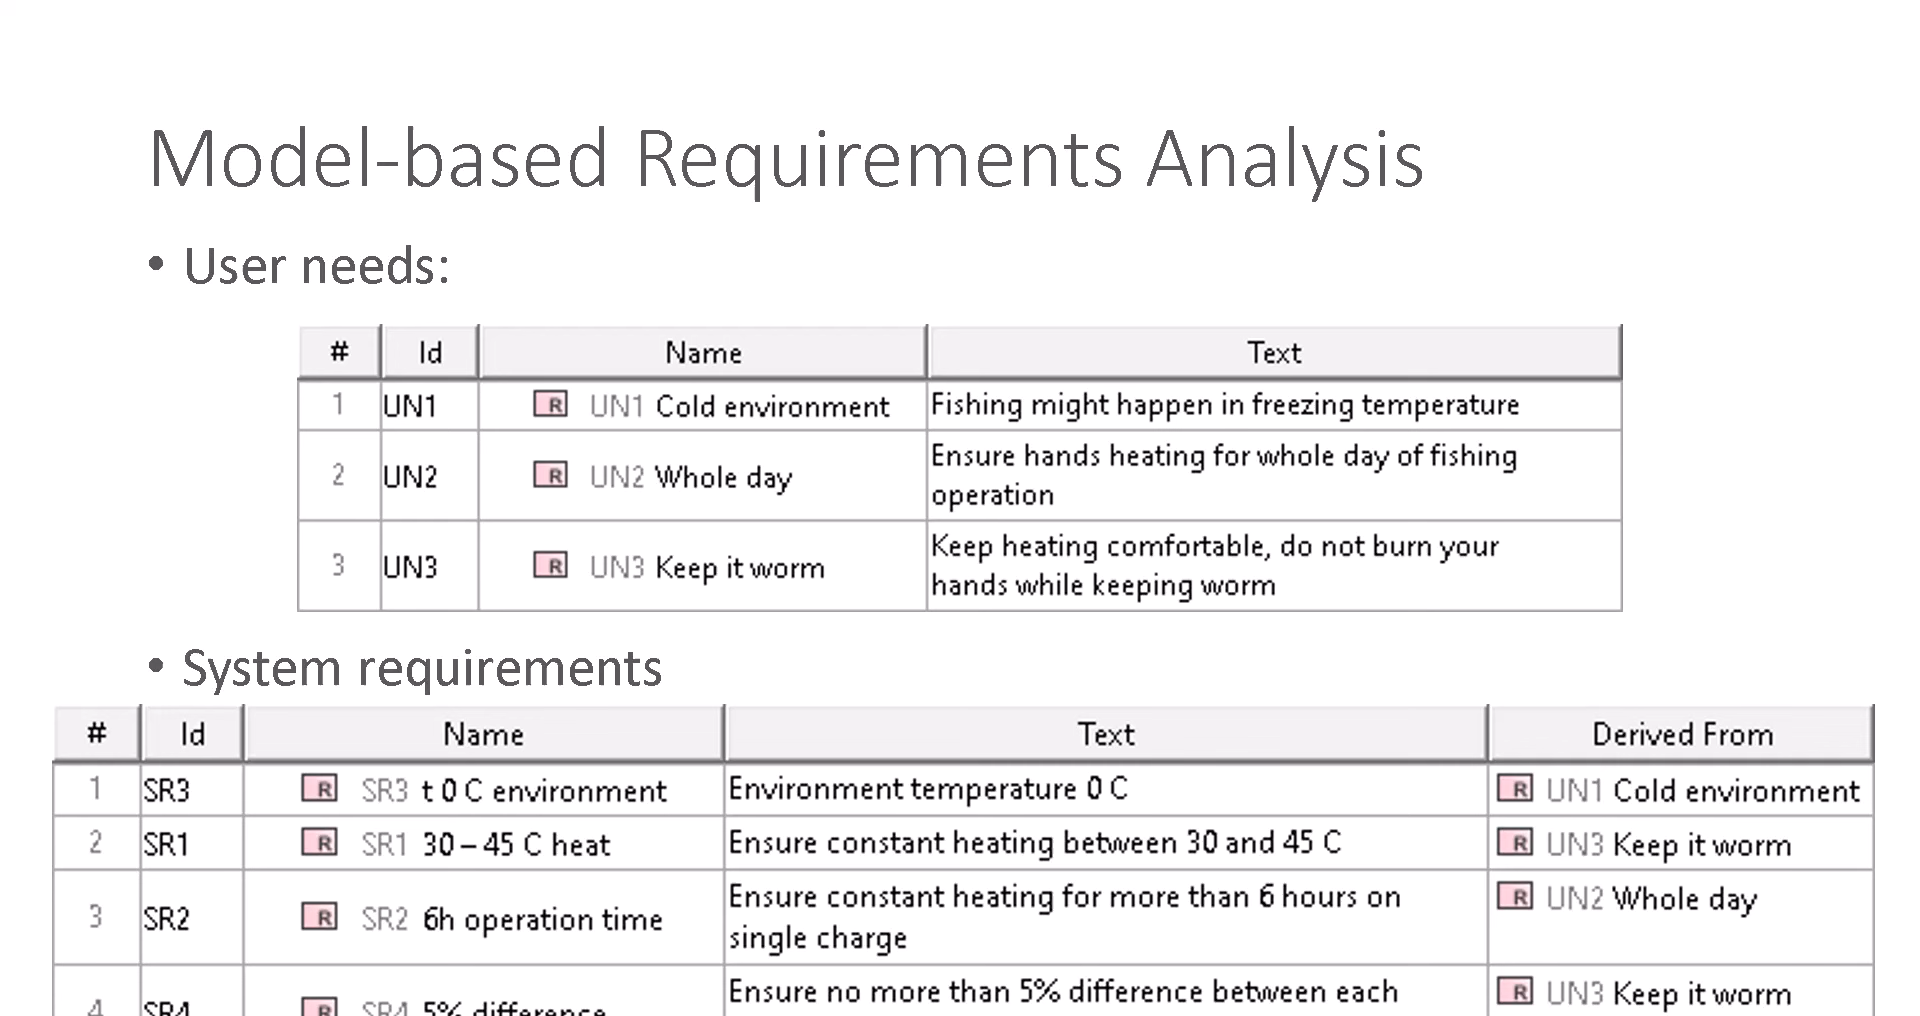 Model-based Requirements Analysis
• User needs:
# Id Name Text
1 UN1 R UN1 Cold environment Fishing might happen in freezing temperature
2 UN2 R UN2 Whole day Ensure hands heating for whole day of fishing
operation
3 UN3 R UN3 Keep it worm Keep heating comfortable, do not burn your
hands while keeping worm
• System requirements
# Id Name Text Derived From
1 SR3 R SR3 t 0 C environment Environment temperature 0 C R UN1 Cold environment
2 SR1 R SR1 30 – 45 C heat Ensure constant heating between 30 and 45 C R UN3 Keep it worm
3 SR2 R SR2 6h operation time Ensure constant heating for more than 6 hours on R UN2 Whole day
single charge
4 SR4 R SR4 5% difference Ensure no more than 5% difference between each R UN3 Keep it worm